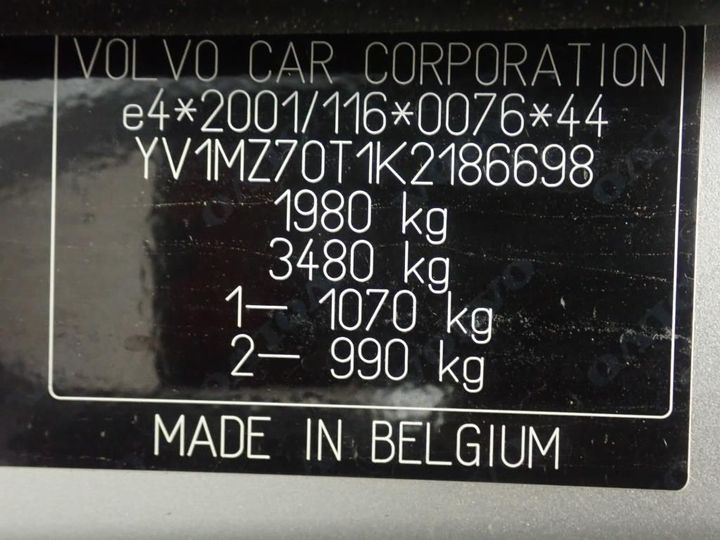 VOLVO CAR CORPORATION
e4*2001/116*0076*44
YV1MZ70T1K2186698
1980 kg
3480 kg
1– 1070 kg
2– 990 kg
MADE IN BELGIUM